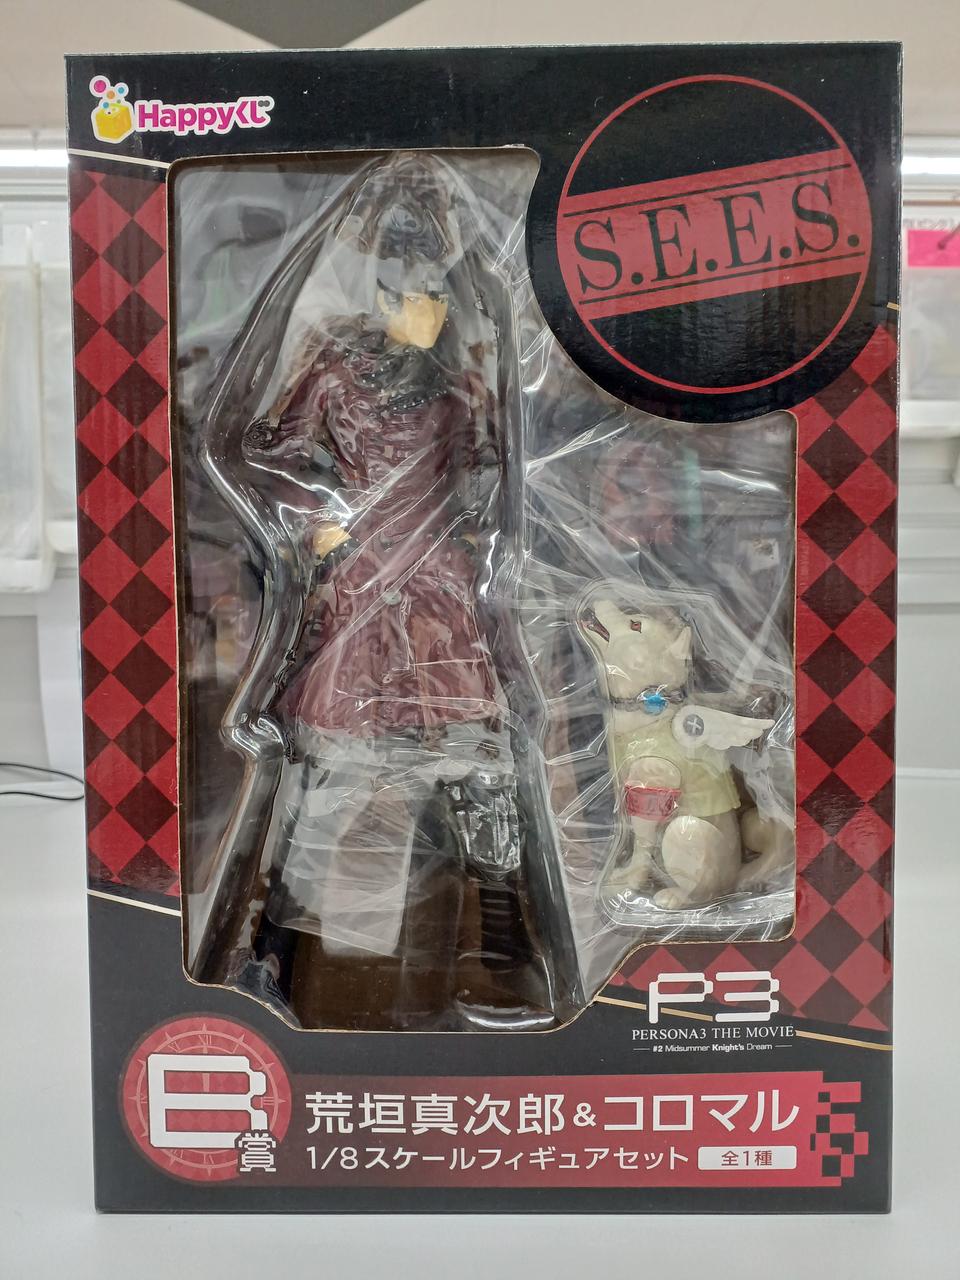 Happyくじ
S.E.E.S.
P3
PERSONA3 THE MOVIE
#2 Midsummer Knight's Dream
B賞
荒垣真次郎&コロマル
1/8スケールフィギュアセット 全1種